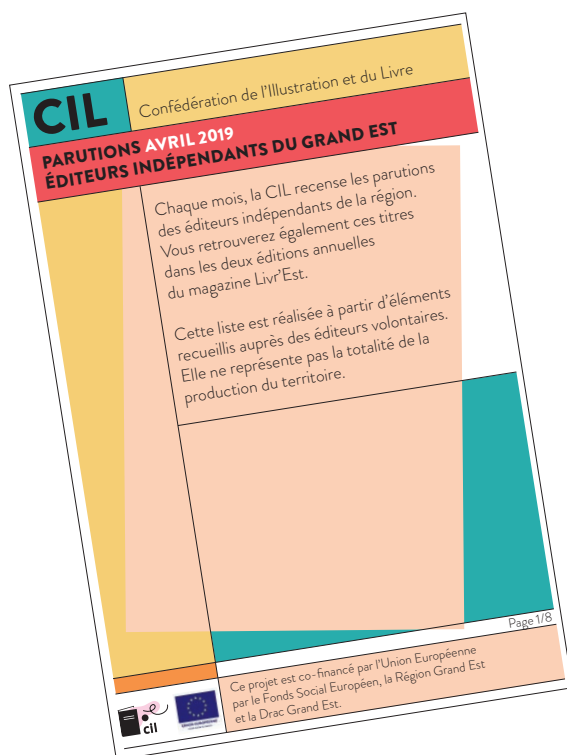 CIL
Confédération de l'Illustration et du Livre
PARUTIONS AVRIL 2019
ÉDITEURS INDÉPENDANTS DU GRAND EST
Chaque mois, la CIL recense les parutions
des éditeurs indépendants de la région.
Vous retrouverez également ces titres
dans les deux éditions annuelles
du magazine Livr'Est.
Cette liste est réalisée à partir d'éléments
recueillis auprès des éditeurs volontaires.
Elle ne représente pas la totalité de la
production du territoire.
Page 1/8
cil
UNION EUROPÉENNE
Ce projet est co-financé par l'Union Européenne
par le Fonds Social Européen, la Région Grand Est
et la Drac Grand Est.